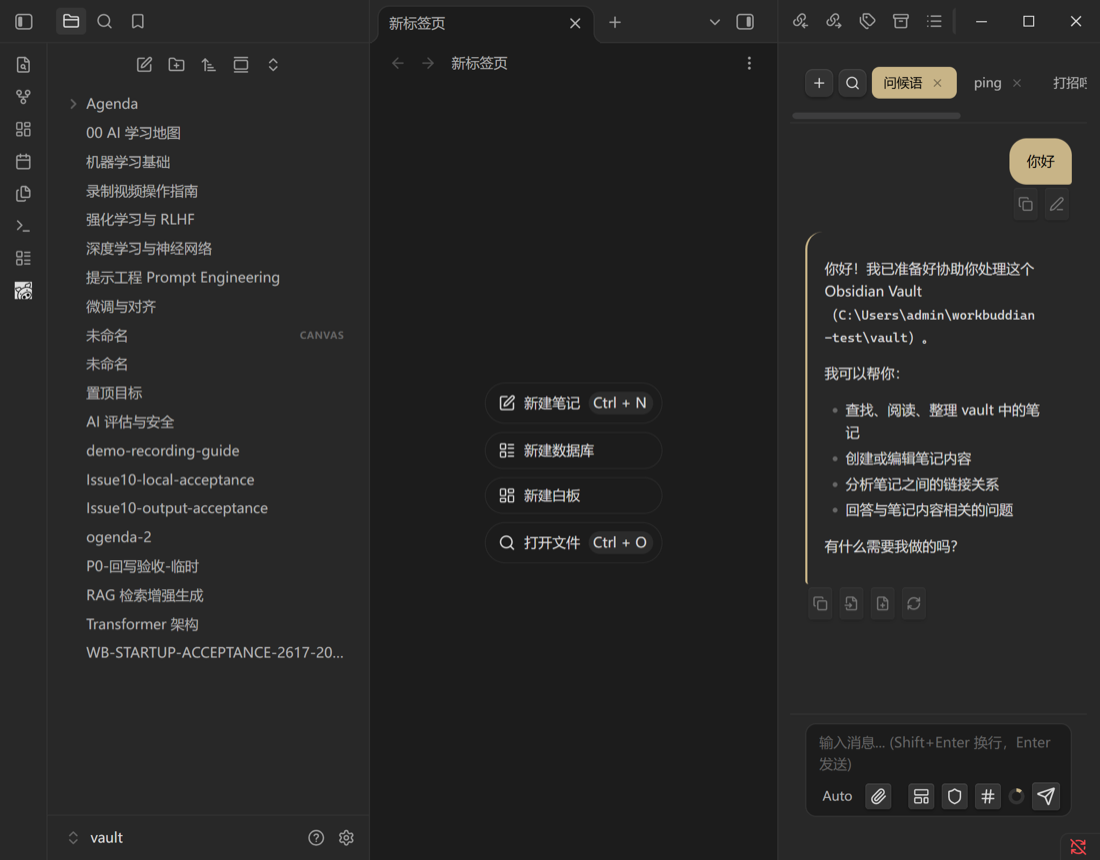 新标签页
新标签页
Agenda
00 AI 学习地图
机器学习基础
录制视频操作指南
强化学习与 RLHF
深度学习与神经网络
提示工程 Prompt Engineering
微调与对齐
未命名
CANVAS
未命名
置顶目标
AI 评估与安全
demo-recording-guide
Issue10-local-acceptance
Issue10-output-acceptance
ogenda-2
P0-回写验收-临时
RAG 检索增强生成
Transformer 架构
WB-STARTUP-ACCEPTANCE-2617-20...
vault
新建笔记 Ctrl + N
新建数据库
新建白板
打开文件 Ctrl + O
问候语
ping
打招
你好
你好！我已准备好协助你处理这个
Obsidian Vault
（C:\Users\admin\workbuddian
-test\vault）。
我可以帮你：
查找、阅读、整理 vault 中的笔
记
创建或编辑笔记内容
分析笔记之间的链接关系
回答与笔记内容相关的问题
有什么需要我做的吗？
输入消息... (Shift+Enter 换行，Enter
发送)
Auto